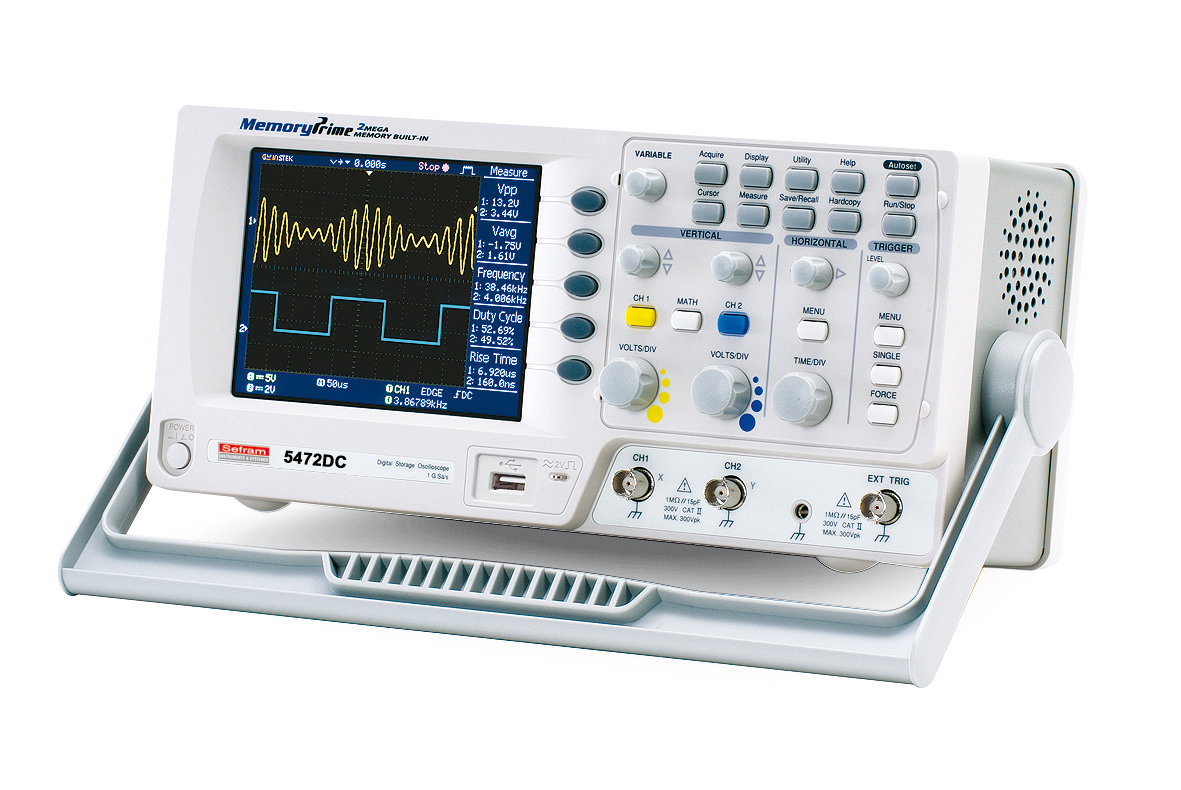 MemoryPrime 2MEGA
MEMORY BUILT-IN
GW INSTEK
0.000s
Stop
Measure
Vpp
1: 13.2V
2: 3.44V
Vavg
1: -1.75V
2: 1.61V
Frequency
1: 38.46kHz
2: 4.006kHz
Duty Cycle
1: 52.69%
2: 49.52%
Rise Time
1: 6.920us
2: 160.0ns
1
2
5V
2V
50us
CH1 EDGE DC
3.86789kHz
VARIABLE
Acquire Display Utility Help Autoset
Cursor Measure Save/Recall Hardcopy Run/Stop
VERTICAL HORIZONTAL TRIGGER
LEVEL
CH 1 MATH CH 2 MENU MENU
SINGLE
VOLTS/DIV VOLTS/DIV TIME/DIV
FORCE
POWER
Sefram
INSTRUMENTS & SYSTEMES
5472DC
Digital Storage Oscilloscope
1 G Sa/s
2V
CH1 X
CH2 Y
1MΩ//15pF
300V CAT II
MAX. 300Vpk
EXT TRIG
1MΩ//15pF
300V CAT II
MAX. 300Vpk